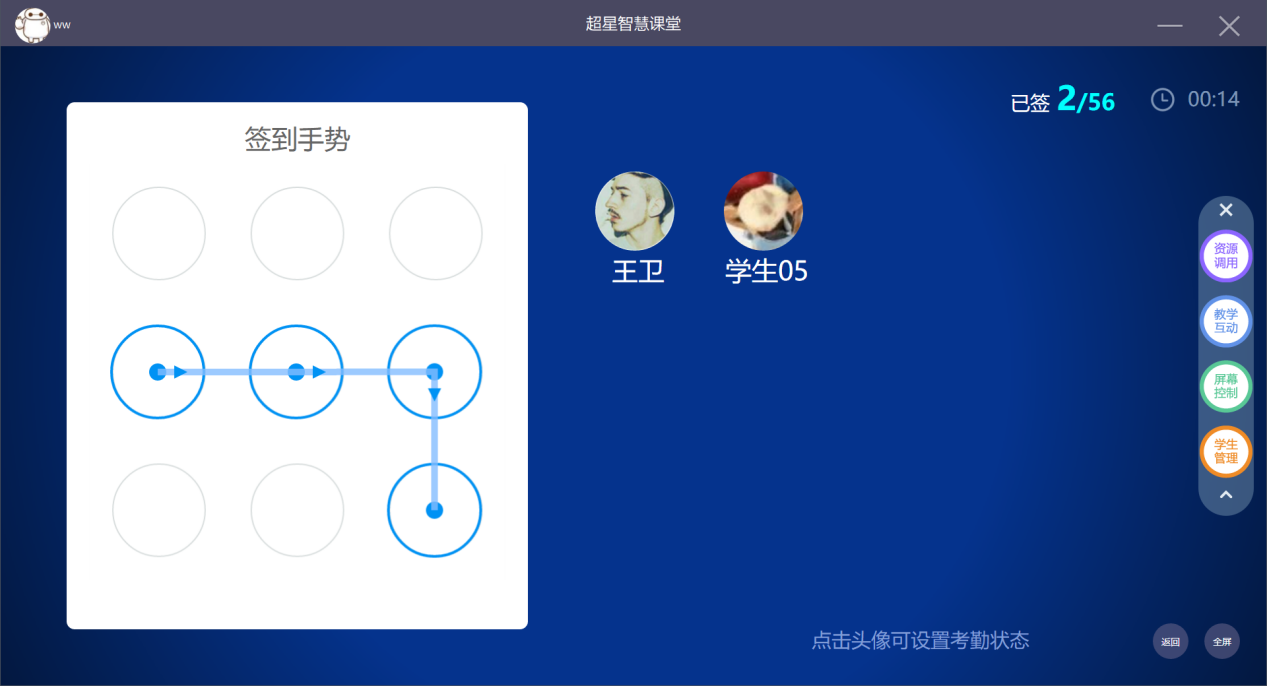 ww
超星智慧课堂
已签 2/56
00:14
签到手势
王卫
学生05
资源
调用
教学
互动
屏幕
控制
学生
管理
点击头像可设置考勤状态
返回
全屏